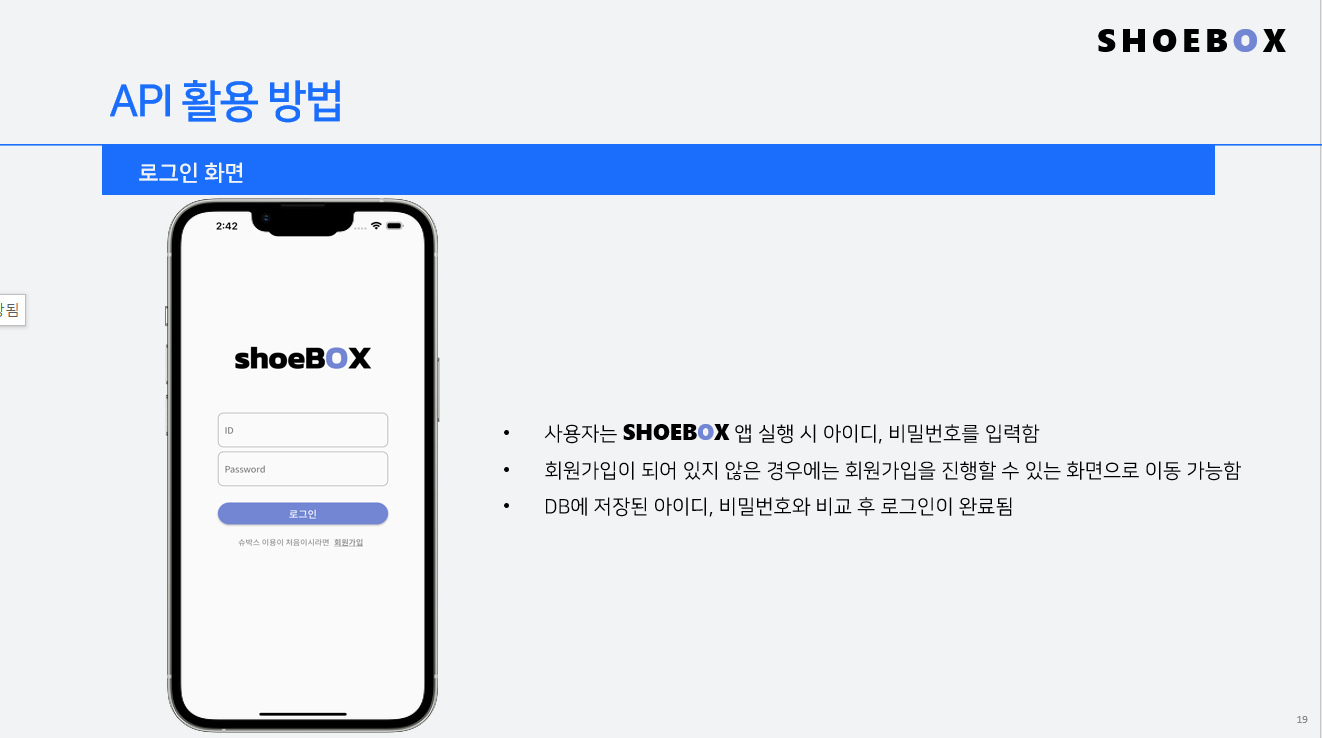 SHOEBOX
API 활용 방법
로그인 화면
2:42
shoeBOX
ID
Password
로그인
슈박스 이용이 처음이시라면 회원가입
• 사용자는 SHOEBOX 앱 실행 시 아이디, 비밀번호를 입력함
• 회원가입이 되어 있지 않은 경우에는 회원가입을 진행할 수 있는 화면으로 이동 가능함
• DB에 저장된 아이디, 비밀번호와 비교 후 로그인이 완료됨
19